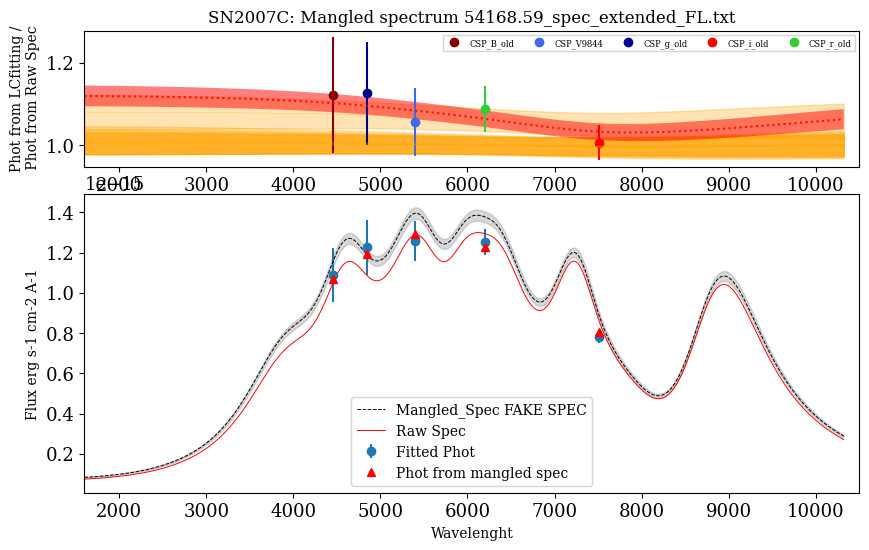 SN2007C: Mangled spectrum 54168.59_spec_extended_FL.txt
Phot from LCfitting /
Phot from Raw Spec
CSP_B_old CSP_V9844 CSP_g_old CSP_i_old CSP_r_old
1.2
1.0
2000 3000 4000 5000 6000 7000 8000 9000 10000
1e−15
Flux erg s-1 cm-2 A-1
1.4
1.2
1.0
0.8
0.6
0.4
0.2
Mangled_Spec FAKE SPEC
Raw Spec
Fitted Phot
Phot from mangled spec
2000 3000 4000 5000 6000 7000 8000 9000 10000
Wavelenght